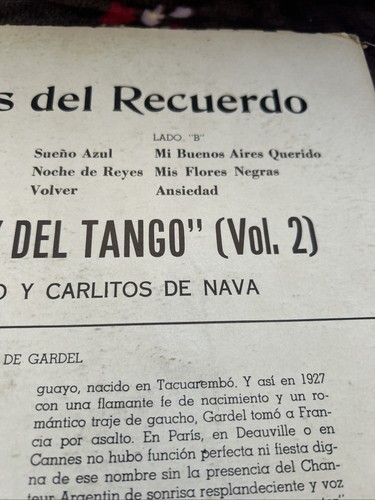 s del Recuerdo
LADO. "B"
Sueño Azul Mi Buenos Aires Querido
Noche de Reyes Mis Flores Negras
Volver Ansiedad
DEL TANGO" (Vol. 2)
O Y CARLITOS DE NAVA
DE GARDEL
guayo, nacido en Tacuarembó. Y así en 1927
con una flamante fe de nacimiento y un ro-
mántico traje de gaucho, Gardel tomó a Fran-
cia por asalto. En París, en Deauville o en
Cannes no hubo función perfecta ni fiesta dig-
na de ese nombre sin la presencia del Chan-
teur Argentin de sonrisa resplandeciente y voz